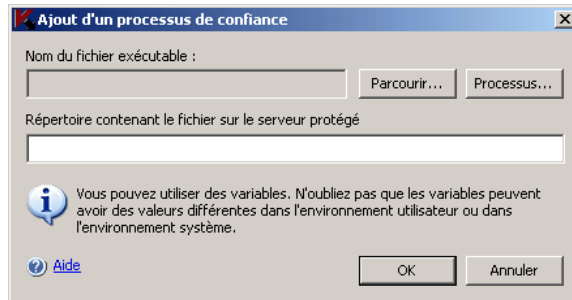 Ajout d'un processus de confiance
Nom du fichier exécutable :
Parcourir... Processus...
Répertoire contenant le fichier sur le serveur protégé
Vous pouvez utiliser des variables. N'oubliez pas que les variables peuvent
avoir des valeurs différentes dans l'environnement utilisateur ou dans
l'environnement système.
Aide OK Annuler